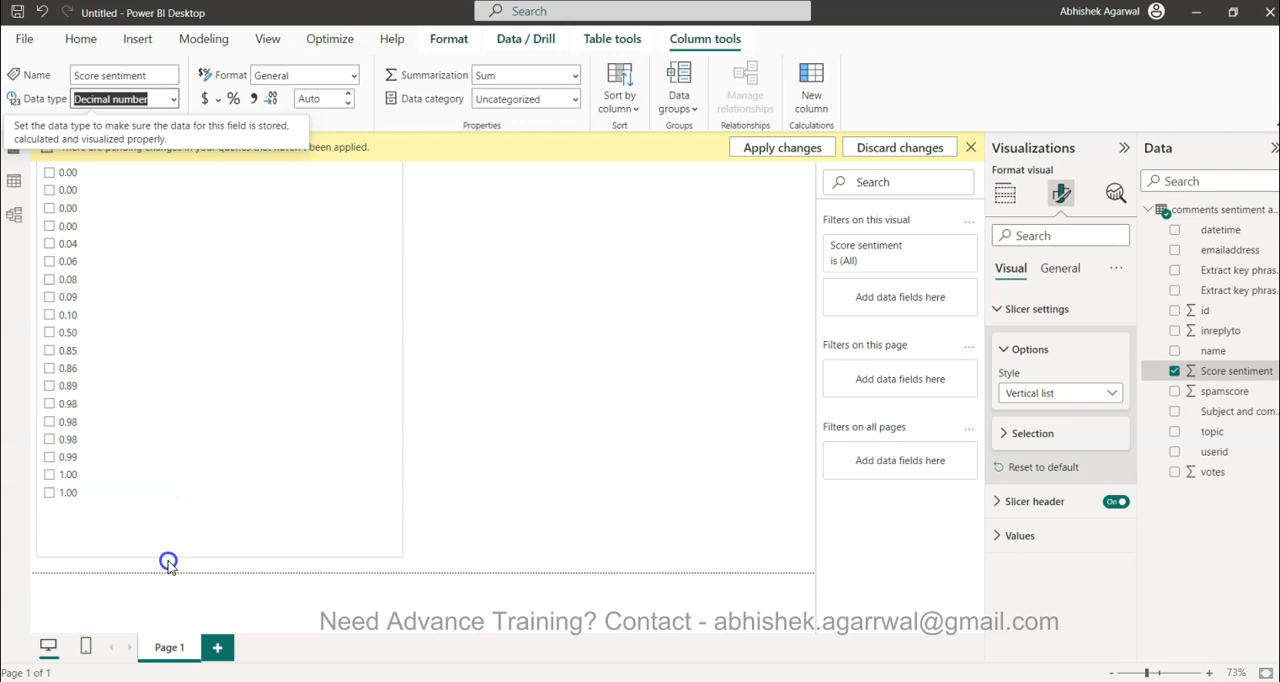 Untitled - Power BI Desktop
Search
Abhishek Agarwal
File
Home
Insert
Modeling
View
Optimize
Help
Format
Data / Drill
Table tools
Column tools
Name
Score sentiment
Format
General
Summarization
Sum
Data type
Decimal number
$
%
Auto
Data category
Uncategorized
Sort by
column
Data
groups
Manage
relationships
New
column
Properties
Sort
Groups
Relationships
Calculations
Set the data type to make sure the data for this field is stored,
calculated and visualized properly.
There are pending changes in your queries that haven't been applied.
Apply changes
Discard changes
0.00
0.00
0.00
0.00
0.04
0.06
0.08
0.09
0.10
0.50
0.85
0.86
0.89
0.98
0.98
0.98
0.99
1.00
1.00
Search
Filters on this visual
Score sentiment
is (All)
Add data fields here
Filters on this page
Add data fields here
Filters on all pages
Add data fields here
Visualizations
Format visual
Search
Visual
General
Slicer settings
Options
Style
Vertical list
Selection
Reset to default
Slicer header
On
Values
Data
Search
comments sentiment a...
datetime
emailaddress
Extract key phras...
Extract key phras...
id
inreplyto
name
Score sentiment
spamscore
Subject and com...
topic
userid
votes
Need Advance Training? Contact - abhishek.agarrwal@gmail.com
Page 1
Page 1 of 1
73%